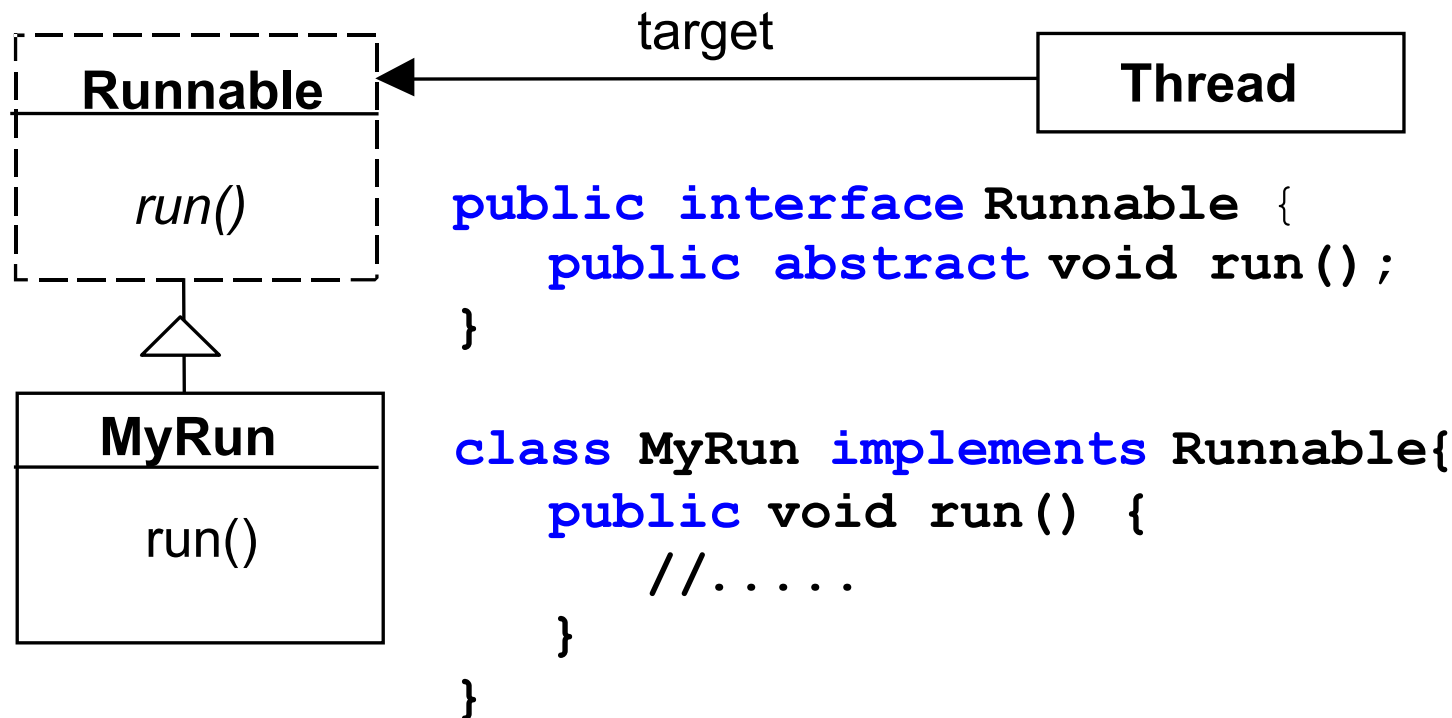 target
Runnable
Thread
run()
public interface Runnable {
public abstract void run();
}
MyRun
run()
class MyRun implements Runnable{
public void run() {
//.....
}
}